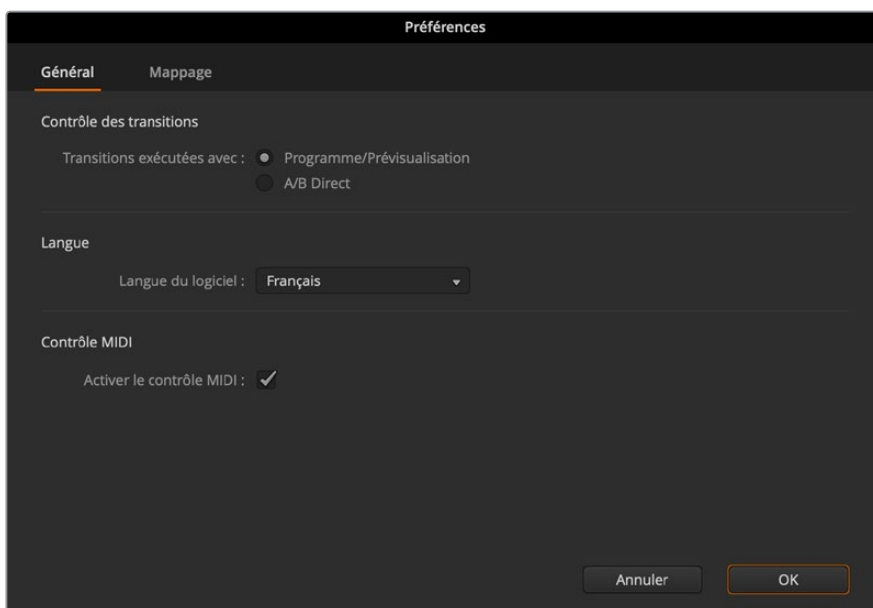 Préférences
Général Mappage
Contrôle des transitions
Transitions exécutées avec : Programme/Prévisualisation
A/B Direct
Langue
Langue du logiciel : Français
Contrôle MIDI
Activer le contrôle MIDI :
Annuler OK